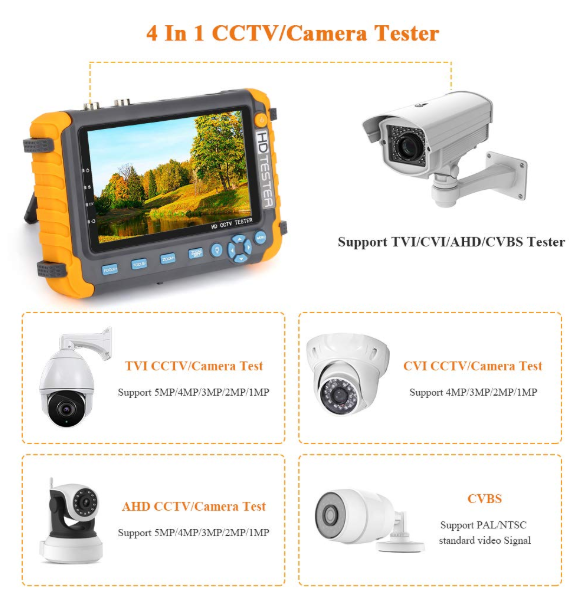 4 In 1 CCTV/Camera Tester
HD TESTER
HD CCTV TESTER
Support TVI/CVI/AHD/CVBS Tester
TVI CCTV/Camera Test
Support 5MP/4MP/3MP/2MP/1MP
CVI CCTV/Camera Test
Support 4MP/3MP/2MP/1MP
AHD CCTV/Camera Test
Support 5MP/4MP/3MP/2MP/1MP
CVBS
Support PAL/NTSC
standard video Signal